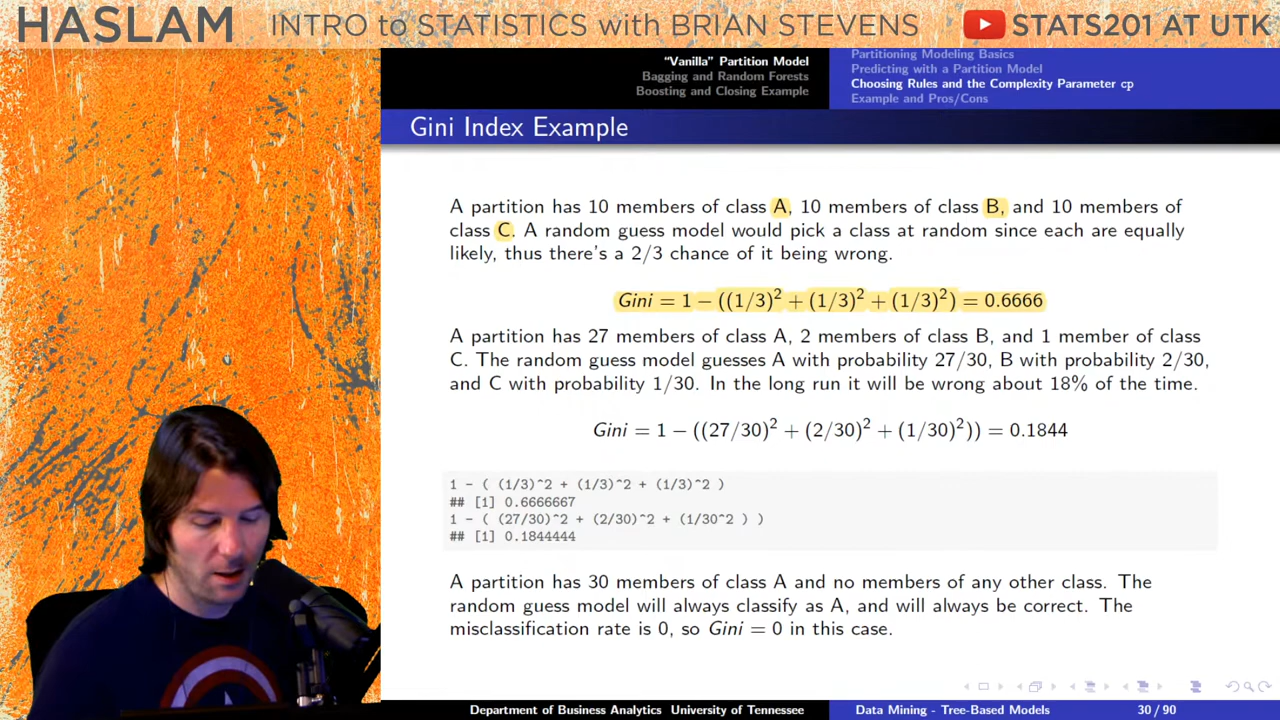 HASLAM INTRO to STATISTICS with BRIAN STEVENS STATS201 AT UTK
"Vanilla" Partition Model
Bagging and Random Forests
Boosting and Closing Example
Partitioning Modeling Basics
Predicting with a Partition Model
Choosing Rules and the Complexity Parameter cp
Example and Pros/Cons
Gini Index Example
A partition has 10 members of class A, 10 members of class B, and 10 members of
class C. A random guess model would pick a class at random since each are equally
likely, thus there's a 2/3 chance of it being wrong.
Gini = 1 − ((1/3)² + (1/3)² + (1/3)²) = 0.6666
A partition has 27 members of class A, 2 members of class B, and 1 member of class
C. The random guess model guesses A with probability 27/30, B with probability 2/30,
and C with probability 1/30. In the long run it will be wrong about 18% of the time.
Gini = 1 − ((27/30)² + (2/30)² + (1/30)²)) = 0.1844
1 - ( (1/3)^2 + (1/3)^2 + (1/3)^2 )
## [1] 0.6666667
1 - ( (27/30)^2 + (2/30)^2 + (1/30^2 ) )
## [1] 0.1844444
A partition has 30 members of class A and no members of any other class. The
random guess model will always classify as A, and will always be correct. The
misclassification rate is 0, so Gini = 0 in this case.
Department of Business Analytics University of Tennessee Data Mining - Tree-Based Models 30 / 90